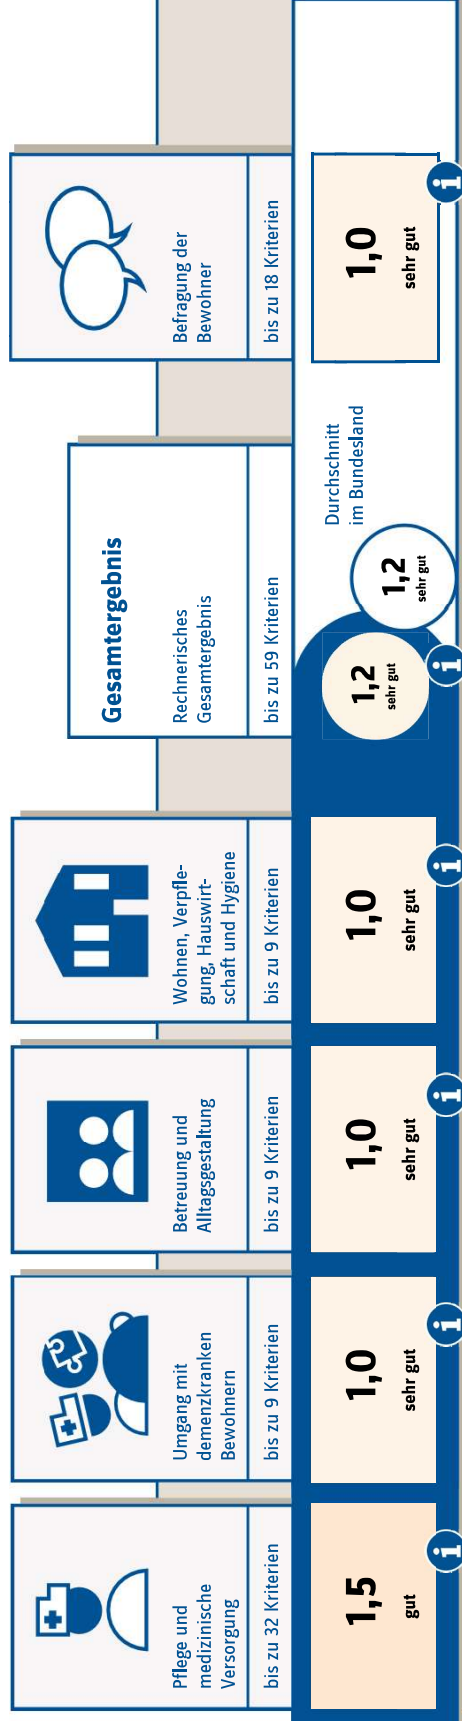 Pflege und
medizinische
Versorgung
bis zu 32 Kriterien
1,5
gut
Umgang mit
demenzkranken
Bewohnern
bis zu 9 Kriterien
1,0
sehr gut
Betreuung und
Alltagsgestaltung
bis zu 9 Kriterien
1,0
sehr gut
Wohnen, Verpfle-
gung, Hauswirt-
schaft und Hygiene
bis zu 9 Kriterien
1,0
sehr gut
Gesamtergebnis
Rechnerisches
Gesamtergebnis
bis zu 59 Kriterien
1,2
sehr gut
Durchschnitt
im Bundesland
1,2
sehr gut
Befragung der
Bewohner
bis zu 18 Kriterien
1,0
sehr gut